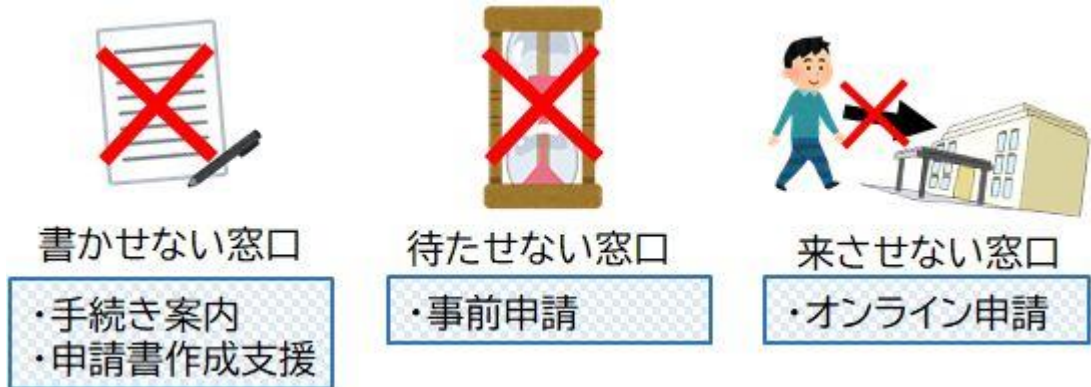 書かせない窓口
・手続き案内
・申請書作成支援
待たせない窓口
・事前申請
来させない窓口
・オンライン申請